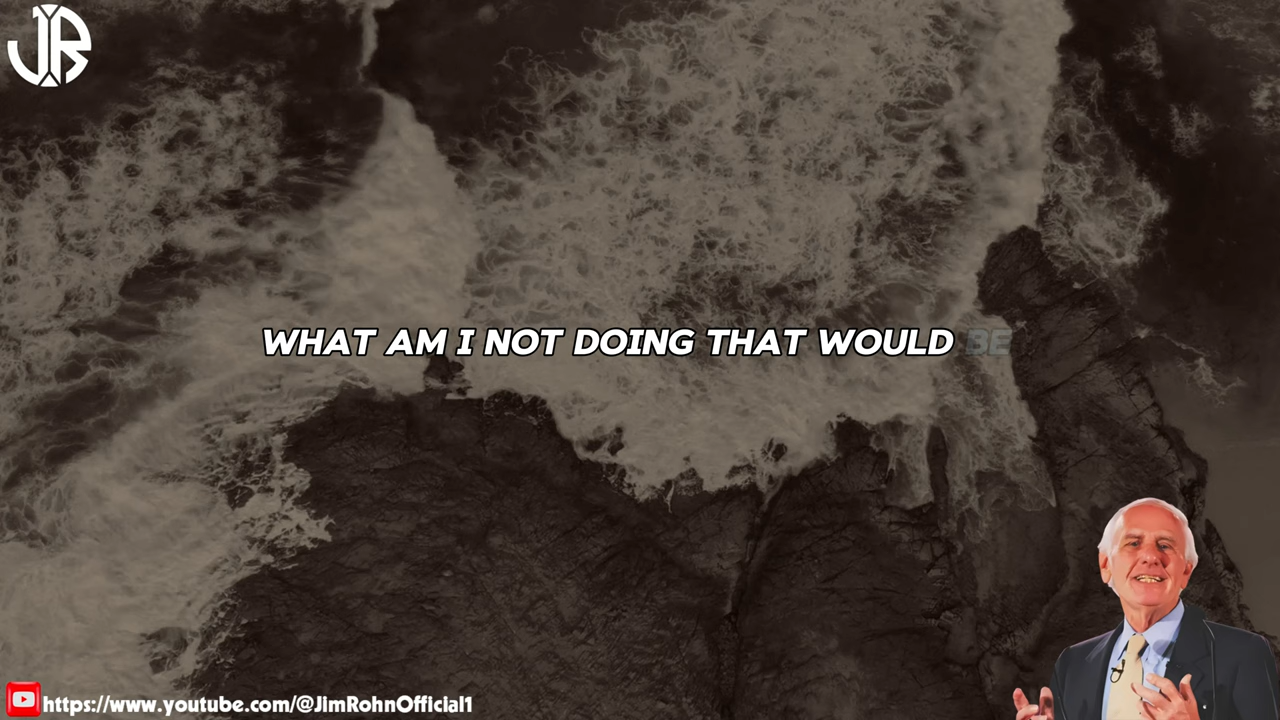 JR
WHAT AM I NOT DOING THAT WOULD BE
https://www.youtube.com/@JimRohnOfficial1